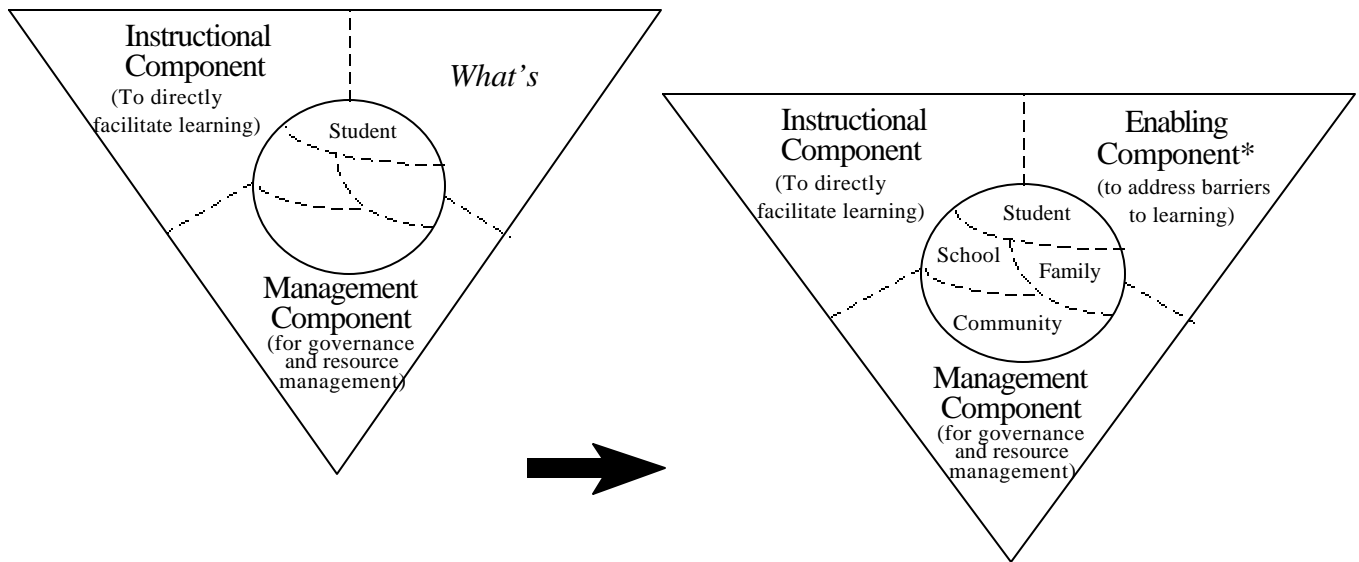 Instructional
Component
(To directly
facilitate learning)
What's
Student
Management
Component
(for governance
and resource
management)
Instructional
Component
(To directly
facilitate learning)
Enabling
Component*
(to address barriers
to learning)
Student
School
Family
Community
Management
Component
(for governance
and resource
management)